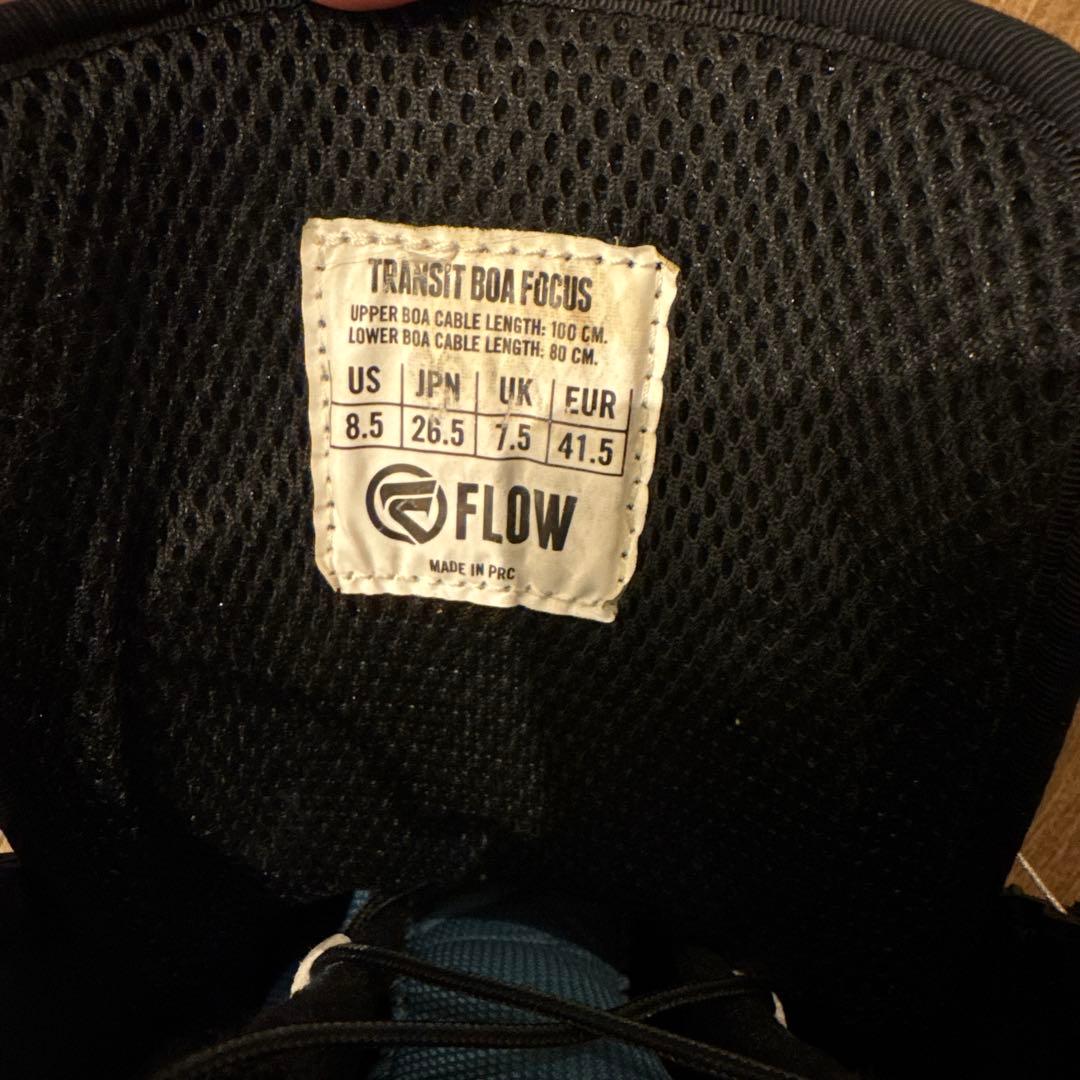 TRANSIT BOA FOCUS
UPPER BOA CABLE LENGTH: 100 CM.
LOWER BOA CABLE LENGTH: 80 CM.
US JPN UK EUR
8.5 26.5 7.5 41.5
FLOW
MADE IN PRC